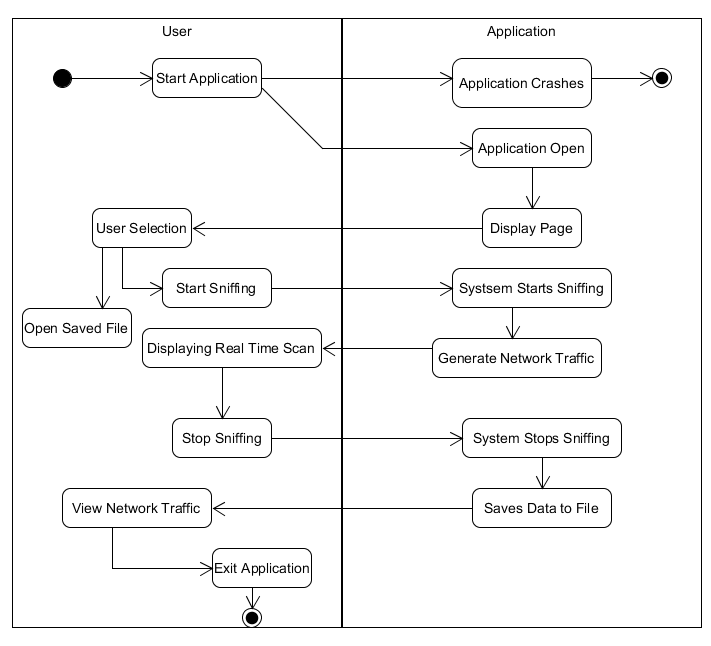 User
Application
Start Application
Application Crashes
Application Open
User Selection
Display Page
Start Sniffing
Systsem Starts Sniffing
Open Saved File
Displaying Real Time Scan
Generate Network Traffic
Stop Sniffing
System Stops Sniffing
View Network Traffic
Saves Data to File
Exit Application